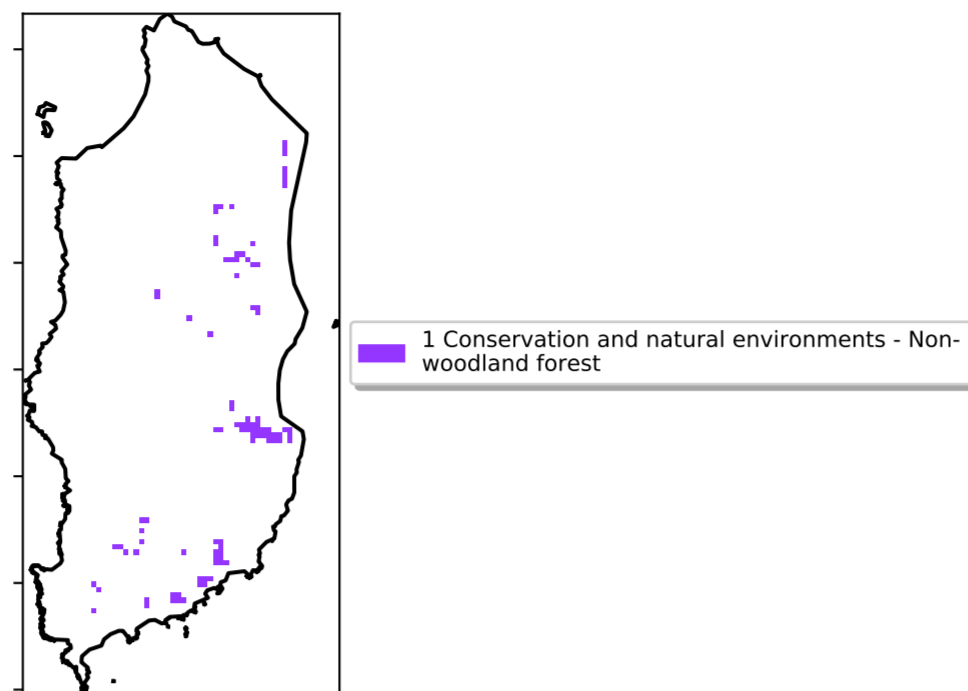 1 Conservation and natural environments - Non-
woodland forest